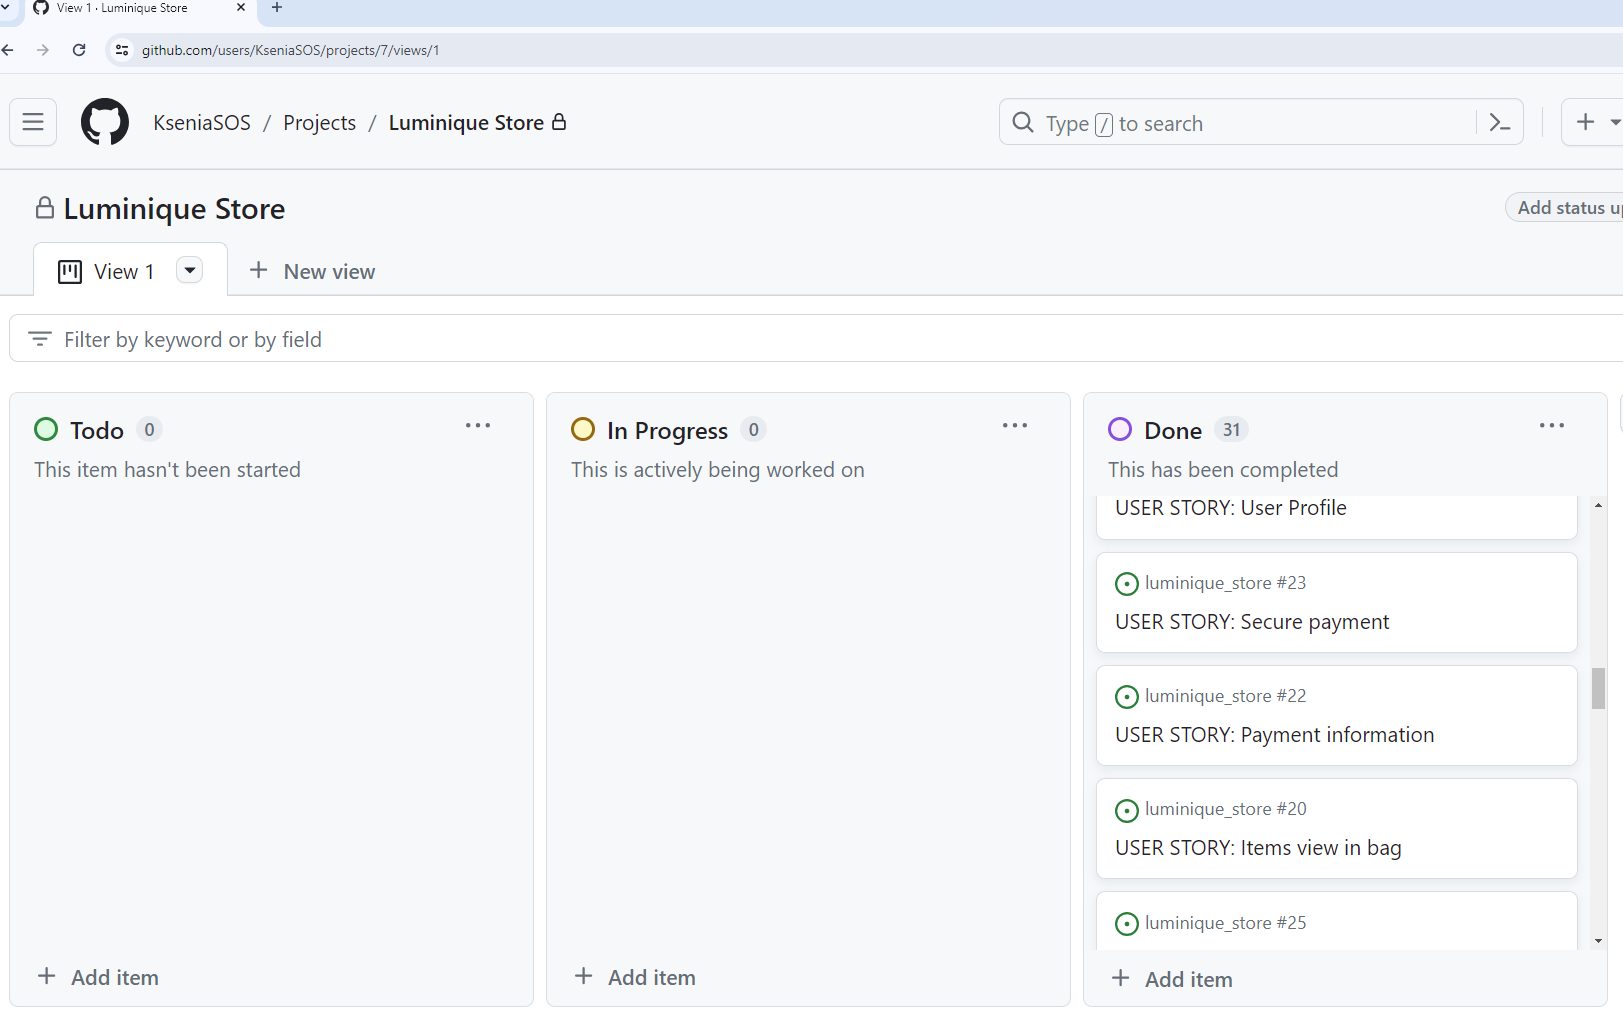 View 1 · Luminique Store
github.com/users/KseniaSOS/projects/7/views/1
KseniaSOS / Projects / Luminique Store
Type / to search
Luminique Store
Add status
View 1
New view
Filter by keyword or by field
Todo 0
This item hasn't been started
Add item
In Progress 0
This is actively being worked on
Add item
Done 31
This has been completed
USER STORY: User Profile
luminique_store #23
USER STORY: Secure payment
luminique_store #22
USER STORY: Payment information
luminique_store #20
USER STORY: Items view in bag
luminique_store #25
Add item